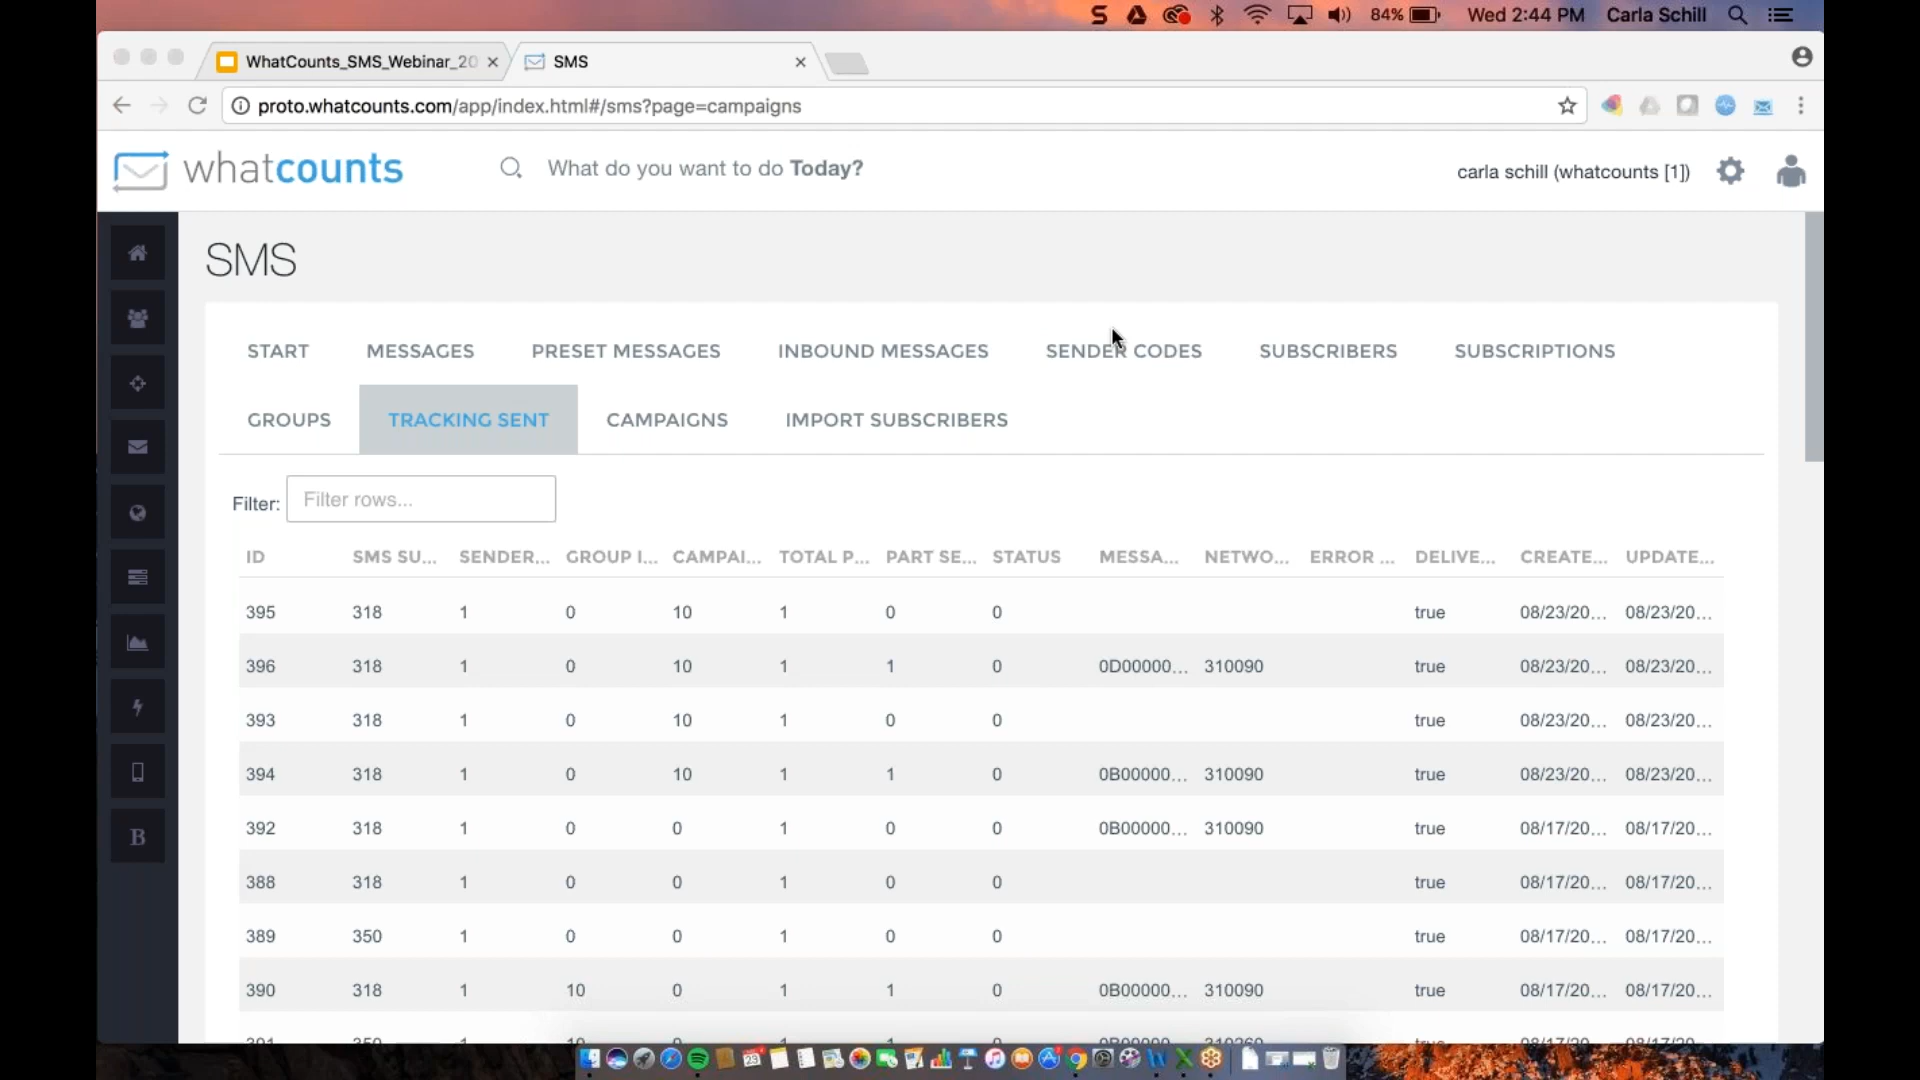 84% Wed 2:44 PM Carla Schill
WhatCounts_SMS_Webinar_20 SMS
proto.whatcounts.com/app/index.html#/sms?page=campaigns
whatcounts What do you want to do Today? carla schill (whatcounts [1])
SMS
START MESSAGES PRESET MESSAGES INBOUND MESSAGES SENDER CODES SUBSCRIBERS SUBSCRIPTIONS
GROUPS TRACKING SENT CAMPAIGNS IMPORT SUBSCRIBERS
Filter: Filter rows...
ID SMS SU... SENDER... GROUP I... CAMPAI... TOTAL P... PART SE... STATUS MESSA... NETWO... ERROR ... DELIVE... CREATE... UPDATE...
395 318 1 0 10 1 0 0 true 08/23/20... 08/23/20...
396 318 1 0 10 1 1 0 0D00000... 310090 true 08/23/20... 08/23/20...
393 318 1 0 10 1 0 0 true 08/23/20... 08/23/20...
394 318 1 0 10 1 1 0 0B00000... 310090 true 08/23/20... 08/23/20...
392 318 1 0 0 1 0 0 0B00000... 310090 true 08/17/20... 08/17/20...
388 318 1 0 0 1 0 0 true 08/17/20... 08/17/20...
389 350 1 0 0 1 0 0 true 08/17/20... 08/17/20...
390 318 1 10 0 1 1 0 0B00000... 310090 true 08/17/20... 08/17/20...